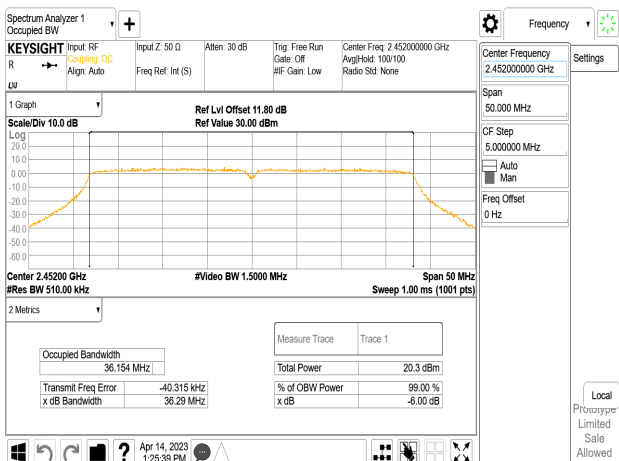 Spectrum Analyzer 1
Occupied BW
Frequency
KEYSIGHT
R
Input: RF
Coupling: DC
Align: Auto
Input Z: 50 Ω
Freq Ref: Int (S)
Atten: 30 dB
Trig: Free Run
Gate: Off
#IF Gain: Low
Center Freq: 2.452000000 GHz
Avg|Hold: 100/100
Radio Std: None
LXI
Center Frequency
2.452000000 GHz
Settings
Span
50.000 MHz
CF Step
5.000000 MHz
Auto
Man
Freq Offset
0 Hz
1 Graph
Ref Lvl Offset 11.80 dB
Scale/Div 10.0 dB
Ref Value 30.00 dBm
Log
20.0
10.0
0.00
-10.0
-20.0
-30.0
-40.0
-50.0
-60.0
Center 2.45200 GHz
#Video BW 1.5000 MHz
Span 50 MHz
#Res BW 510.00 kHz
Sweep 1.00 ms (1001 pts)
2 Metrics
Measure Trace
Trace 1
Occupied Bandwidth
36.154 MHz
Total Power
20.3 dBm
Transmit Freq Error
-40.315 kHz
% of OBW Power
99.00 %
x dB Bandwidth
36.29 MHz
x dB
-6.00 dB
Local
Prototype
Limited
Sale
Allowed
?
Apr 14, 2023
1:25:39 PM